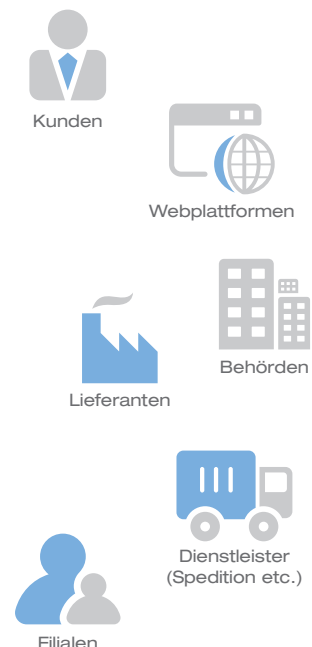 Kunden
Webplattformen
Behörden
Lieferanten
Dienstleister
(Spedition etc.)
Filialen